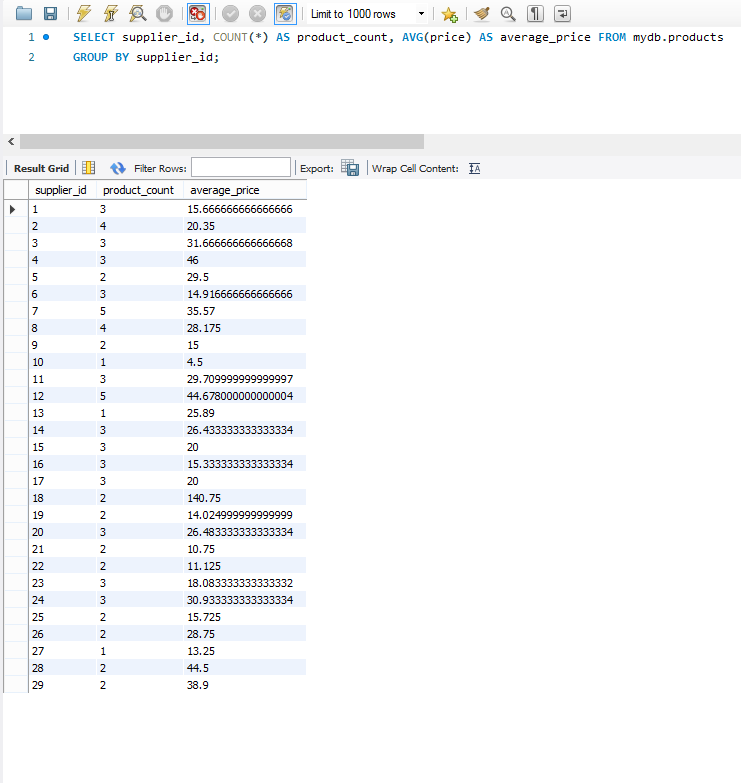 Limit to 1000 rows
1 SELECT supplier_id, COUNT(*) AS product_count, AVG(price) AS average_price FROM mydb.products
2 GROUP BY supplier_id;
Result Grid Filter Rows: Export: Wrap Cell Content:
supplier_id product_count average_price
1 3 15.666666666666666
2 4 20.35
3 3 31.666666666666668
4 3 46
5 2 29.5
6 3 14.916666666666666
7 5 35.57
8 4 28.175
9 2 15
10 1 4.5
11 3 29.709999999999997
12 5 44.678000000000004
13 1 25.89
14 3 26.433333333333334
15 3 20
16 3 15.333333333333334
17 3 20
18 2 140.75
19 2 14.024999999999999
20 3 26.483333333333334
21 2 10.75
22 2 11.125
23 3 18.083333333333332
24 3 30.933333333333334
25 2 15.725
26 2 28.75
27 1 13.25
28 2 44.5
29 2 38.9